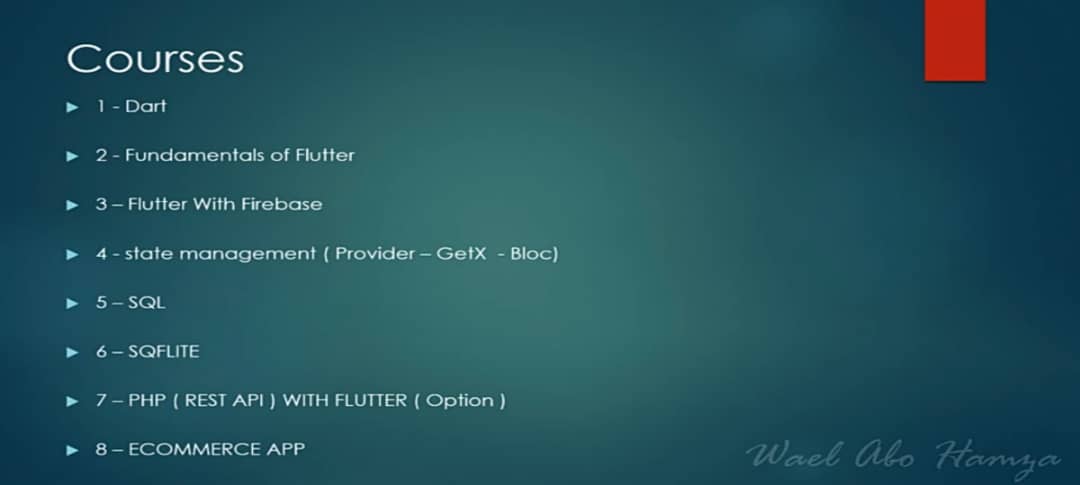 Courses
1 - Dart
2 - Fundamentals of Flutter
3 – Flutter With Firebase
4 - state management ( Provider – GetX - Bloc)
5 – SQL
6 – SQFLITE
7 – PHP ( REST API ) WITH FLUTTER ( Option )
8 – ECOMMERCE APP
Wael Abo Hamza